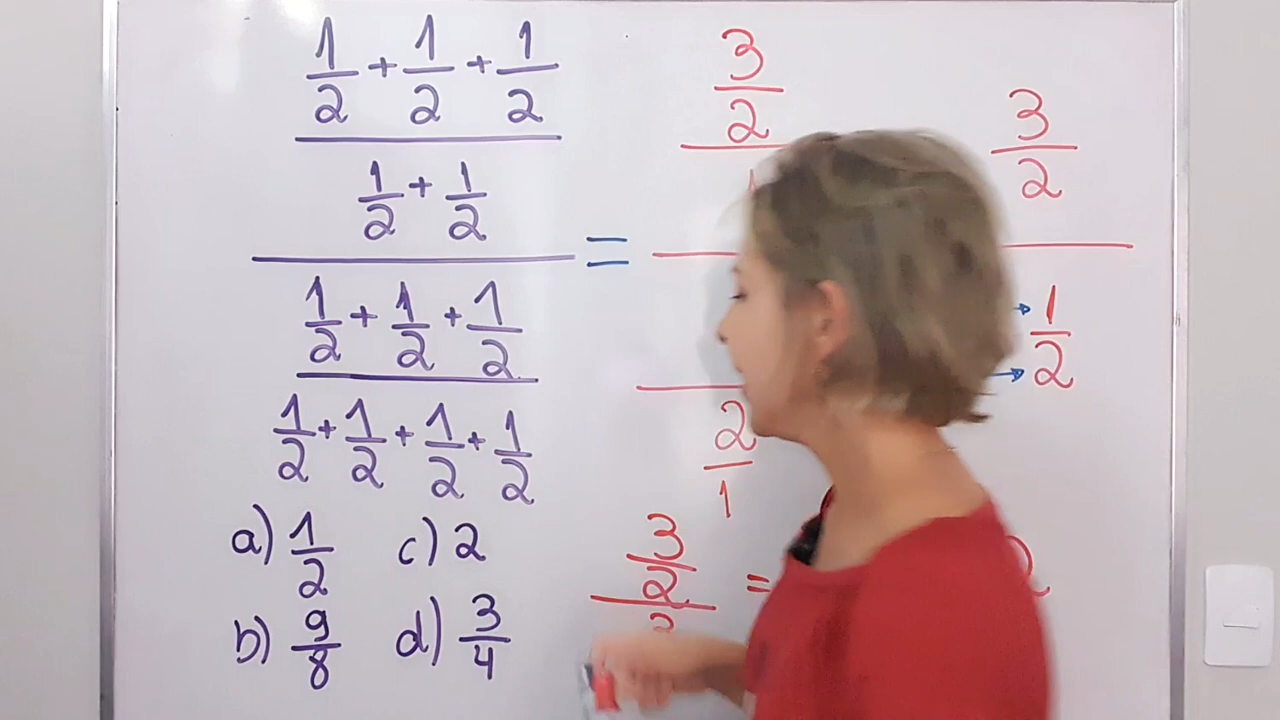 1/2 + 1/2 + 1/2
1/2 + 1/2
=
1/2 + 1/2 + 1/2
1/2 + 1/2 + 1/2 + 1/2
a) 1/2 c) 2
b) 9/8 d) 3/4
3/2
2/1
3/2
1/2
3/2
=